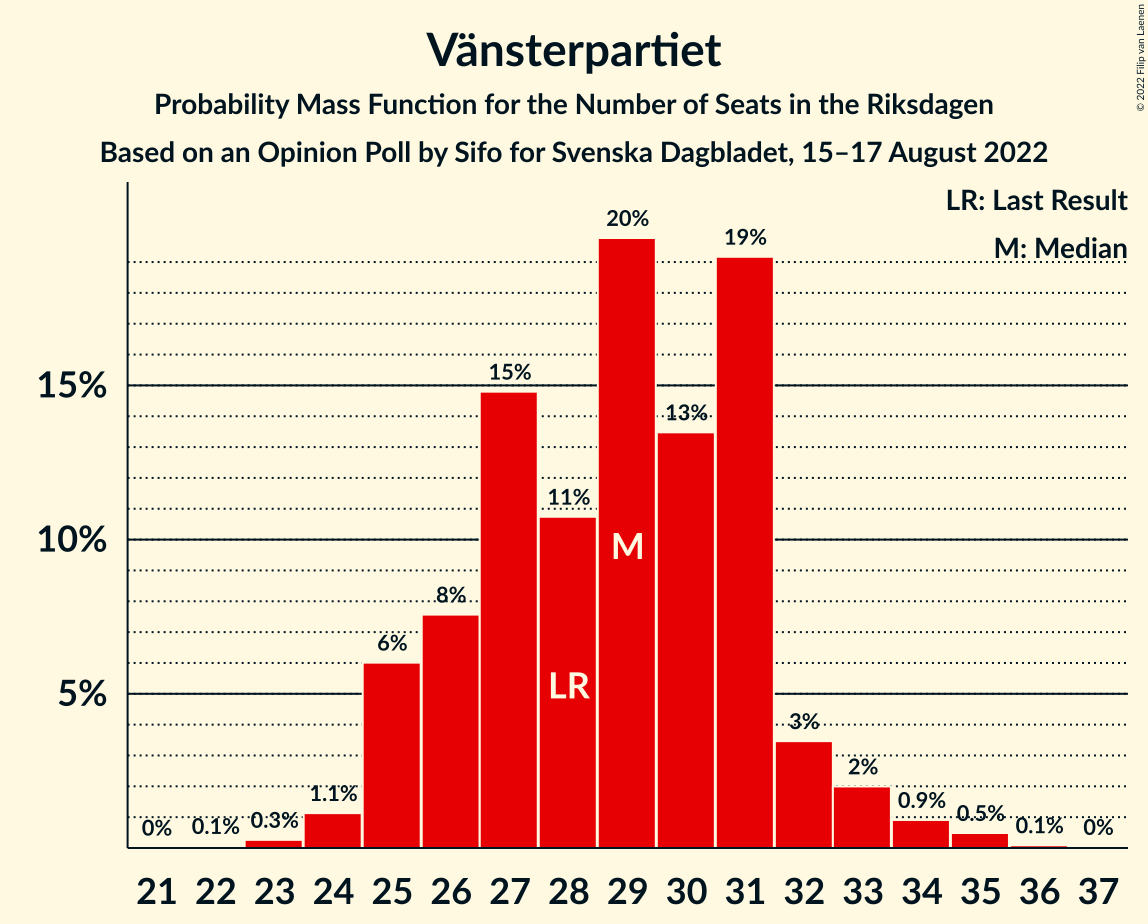 Vänsterpartiet
Probability Mass Function for the Number of Seats in the Riksdagen
Based on an Opinion Poll by Sifo for Svenska Dagbladet, 15–17 August 2022
© 2022 Filip van Laenen
LR: Last Result
M: Median
15%
10%
5%
0%
0.1%
0.3%
1.1%
6%
8%
15%
11%
20%
13%
19%
3%
2%
0.9%
0.5%
0.1%
0%
LR
M
21 22 23 24 25 26 27 28 29 30 31 32 33 34 35 36 37